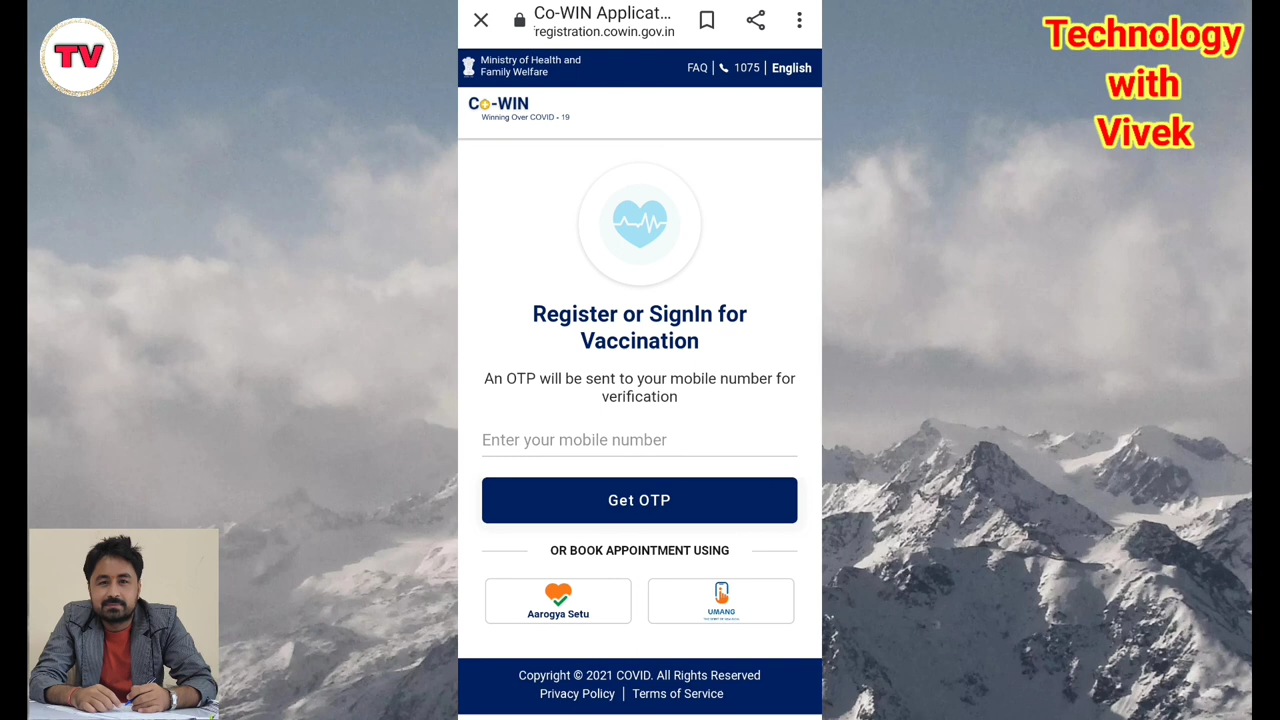 TV
Technology
with
Vivek
Co-WIN Applicat...
registration.cowin.gov.in
Ministry of Health and
Family Welfare
FAQ | 1075 | English
Co-WIN
Winning Over COVID - 19
Register or SignIn for
Vaccination
An OTP will be sent to your mobile number for
verification
Enter your mobile number
Get OTP
OR BOOK APPOINTMENT USING
Aarogya Setu
UMANG
Copyright © 2021 COVID. All Rights Reserved
Privacy Policy | Terms of Service